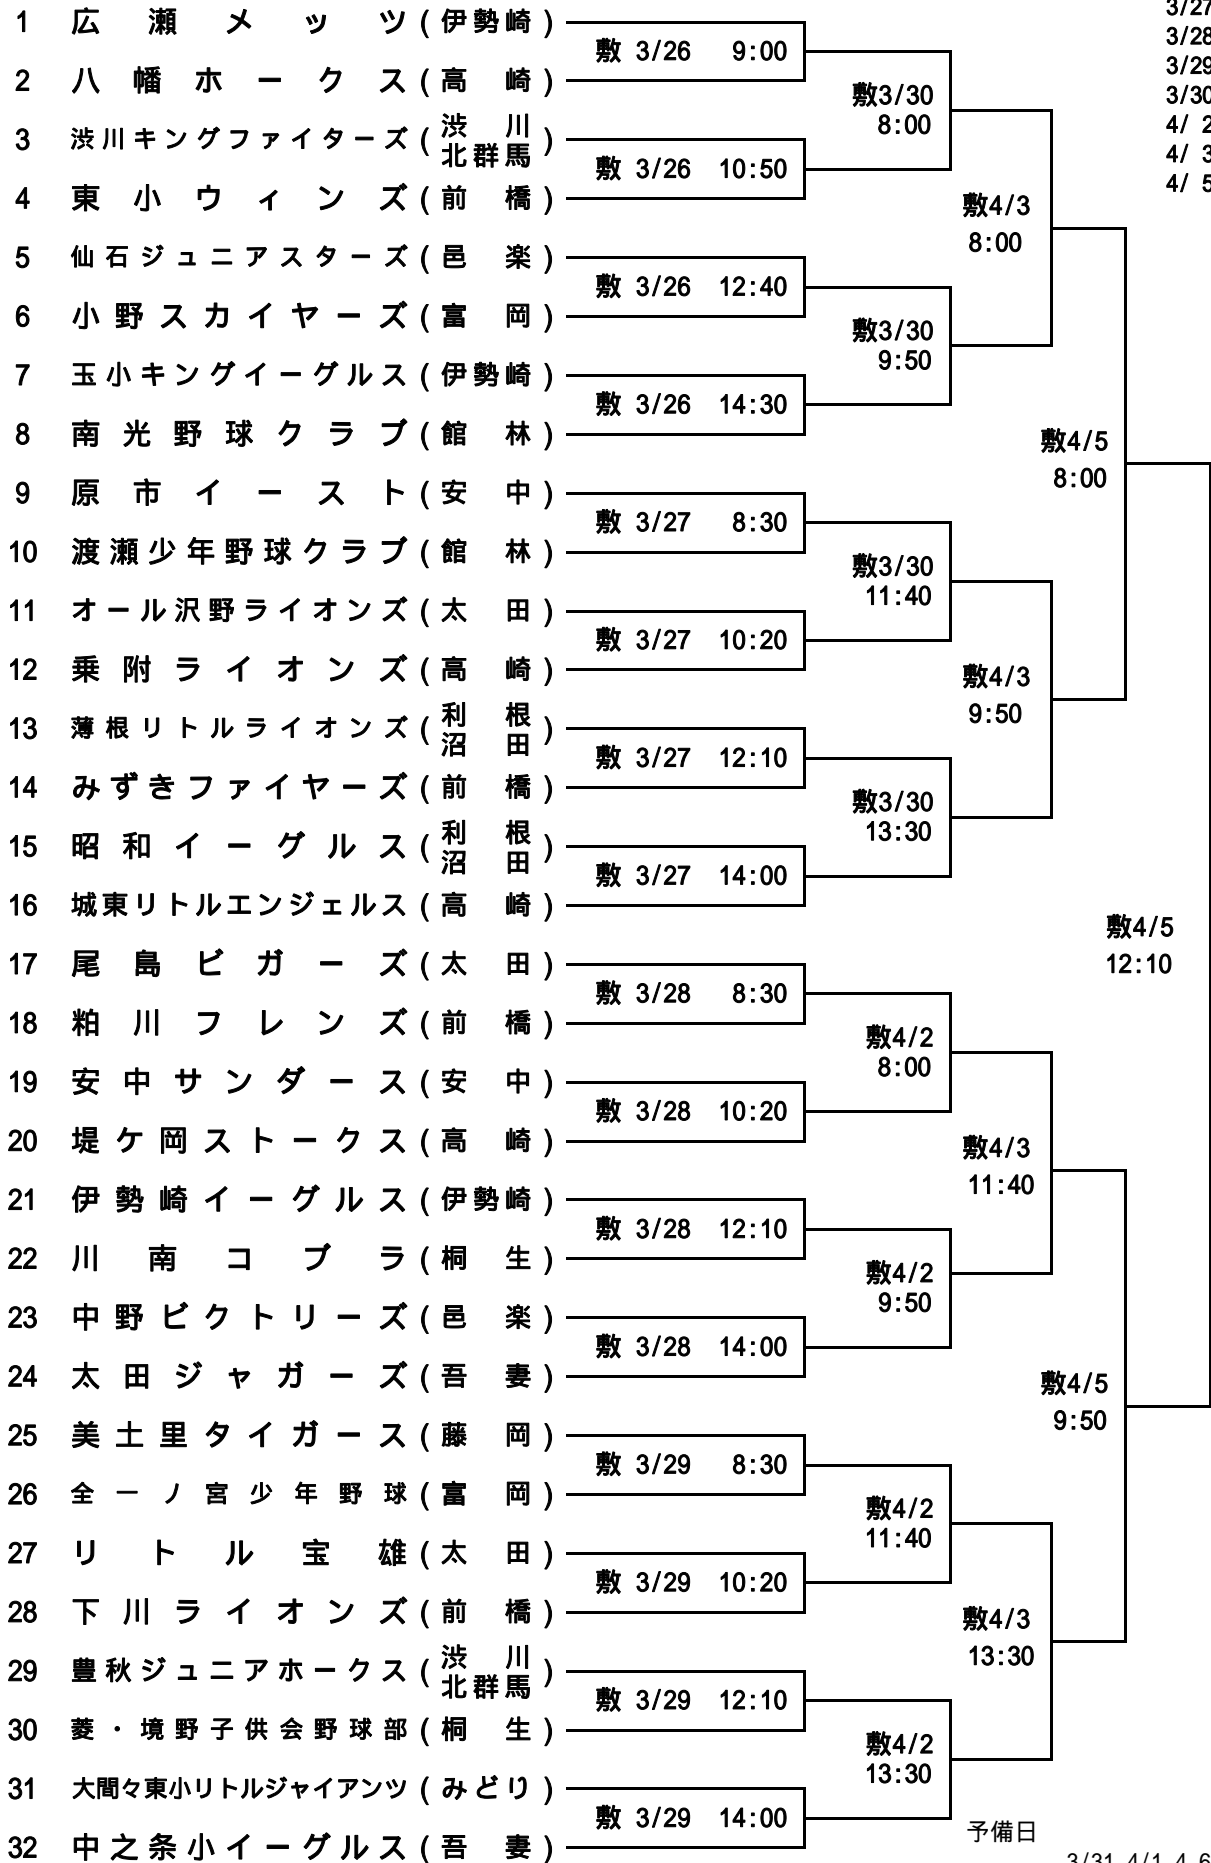 3/27
3/28
3/29
3/30
4/ 2
4/ 3
4/ 5
1 広瀬メッツ(伊勢崎)
敷 3/26 9:00
2 八幡ホークス(高崎)
敷3/30
8:00
3 渋川キングファイターズ(渋川北群馬)
敷 3/26 10:50
4 東小ウィンズ(前橋)
敷4/3
8:00
5 仙石ジュニアスターズ(邑楽)
敷 3/26 12:40
6 小野スカイヤーズ(富岡)
敷3/30
9:50
7 玉小キングイーグルス(伊勢崎)
敷 3/26 14:30
8 南光野球クラブ(館林)
敷4/5
8:00
9 原市イースト(安中)
敷 3/27 8:30
10 渡瀬少年野球クラブ(館林)
敷3/30
11:40
11 オール沢野ライオンズ(太田)
敷 3/27 10:20
12 乗附ライオンズ(高崎)
敷4/3
9:50
13 薄根リトルライオンズ(利根沼田)
敷 3/27 12:10
14 みずきファイヤーズ(前橋)
敷3/30
13:30
15 昭和イーグルス(利根沼田)
敷 3/27 14:00
16 城東リトルエンジェルス(高崎)
敷4/5
12:10
17 尾島ビガーズ(太田)
敷 3/28 8:30
18 粕川フレンズ(前橋)
敷4/2
8:00
19 安中サンダース(安中)
敷 3/28 10:20
20 堤ケ岡ストークス(高崎)
敷4/3
11:40
21 伊勢崎イーグルス(伊勢崎)
敷 3/28 12:10
22 川南コブラ(桐生)
敷4/2
9:50
23 中野ビクトリーズ(邑楽)
敷 3/28 14:00
24 太田ジャガーズ(吾妻)
敷4/5
9:50
25 美土里タイガース(藤岡)
敷 3/29 8:30
26 全一ノ宮少年野球(富岡)
敷4/2
11:40
27 リトル宝雄(太田)
敷 3/29 10:20
28 下川ライオンズ(前橋)
敷4/3
13:30
29 豊秋ジュニアホークス(渋川北群馬)
敷 3/29 12:10
30 菱・境野子供会野球部(桐生)
敷4/2
13:30
31 大間々東小リトルジャイアンツ(みどり)
敷 3/29 14:00
32 中之条小イーグルス(吾妻)
予備日
3/31 4/1 4 6